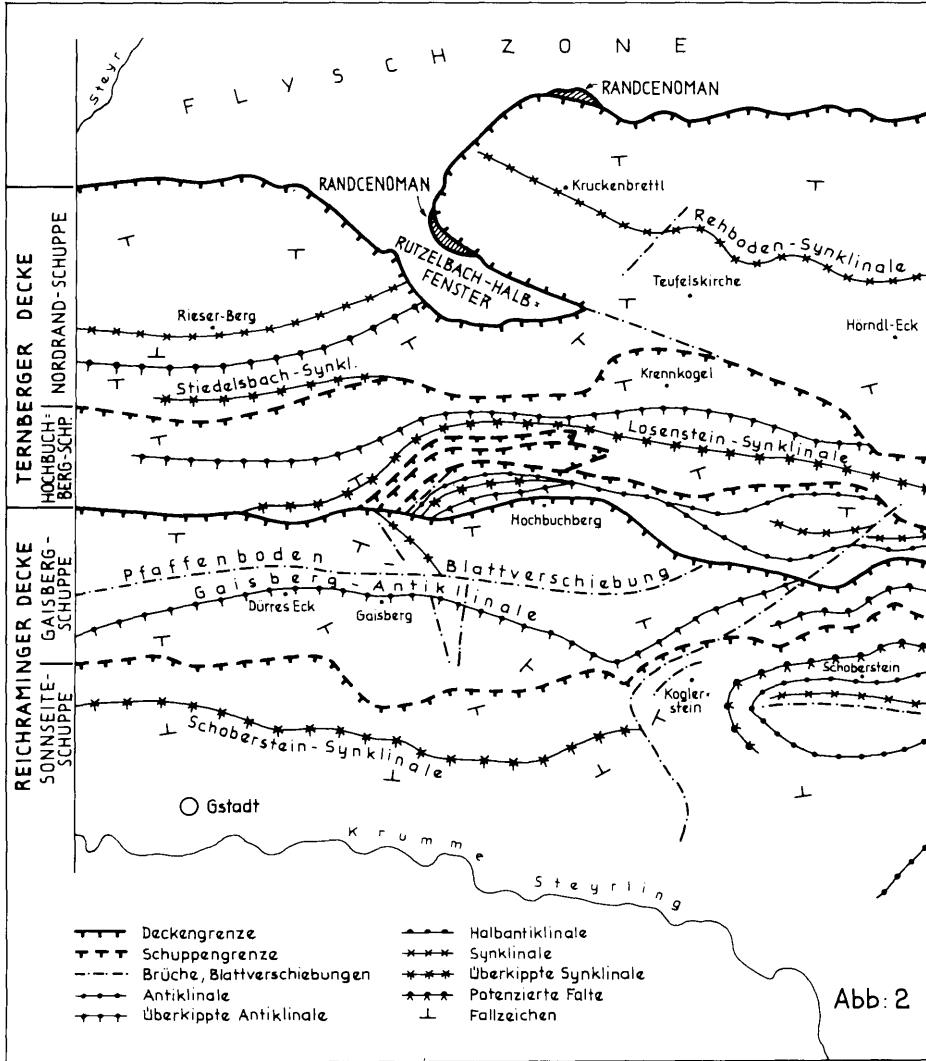 FLYSCHZONE
Steyr
RANDCENOMAN
RANDCENOMAN
Kruckenbrettl
Rehboden-Synklinale
RUTZELBACH-HALB=
FENSTER
Teufelskirche
Rieser-Berg
Hörndl-Eck
Stiedelsbach-Synkl.
Krennkogel
Losenstein-Synklinale
Hochbuchberg
Pfaffenboden - Blattverschiebung
Gaisberg-Antiklinale
Dürres Eck
Gaisberg
Schoberstein
Kogler-
stein
Schoberstein-Synklinale
Gstadt
Krumme
Steyrling
TERNBERGER DECKE
NORDRAND-SCHUPPE
HOCHBUCH=
BERG-SCHP.
REICHRAMINGER DECKE
GAISBERG-
SCHUPPE
SONNSEITE-
SCHUPPE
Deckengrenze
Schuppengrenze
Brüche, Blattverschiebungen
Antiklinale
Überkippte Antiklinale
Halbantiklinale
Synklinale
Überkippte Synklinale
Potenzierte Falte
Fallzeichen
Abb: 2